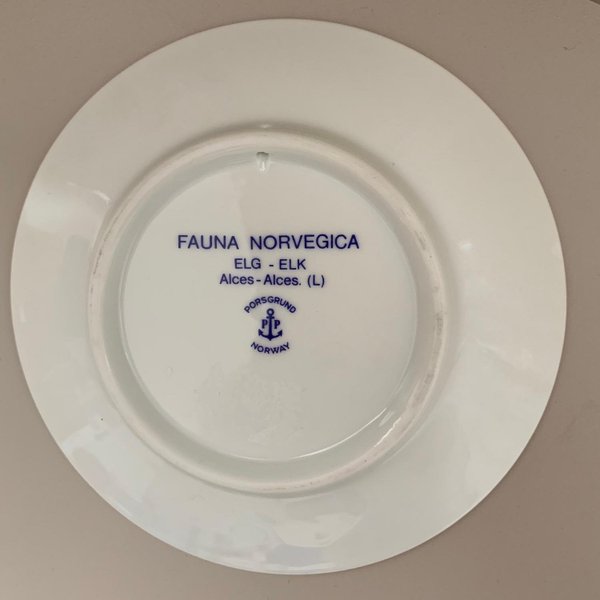 FAUNA NORVEGICA
ELG - ELK
Alces-Alces. (L)
PORSGRUND
P P
NORWAY